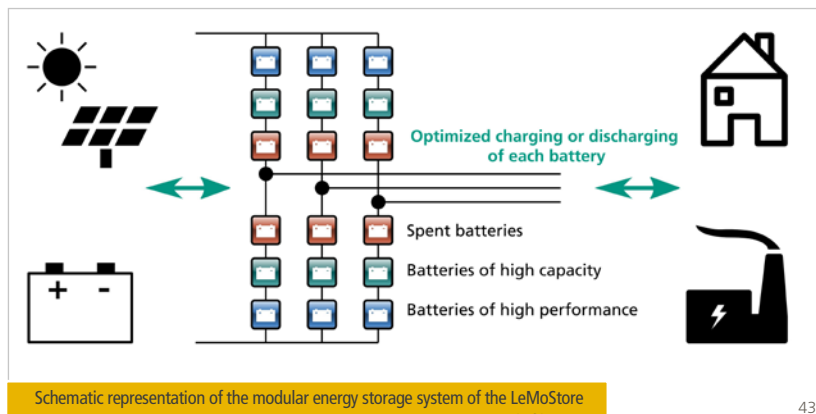 Optimized charging or discharging
of each battery
Spent batteries
Batteries of high capacity
Batteries of high performance
+ -
Schematic representation of the modular energy storage system of the LeMoStore
43